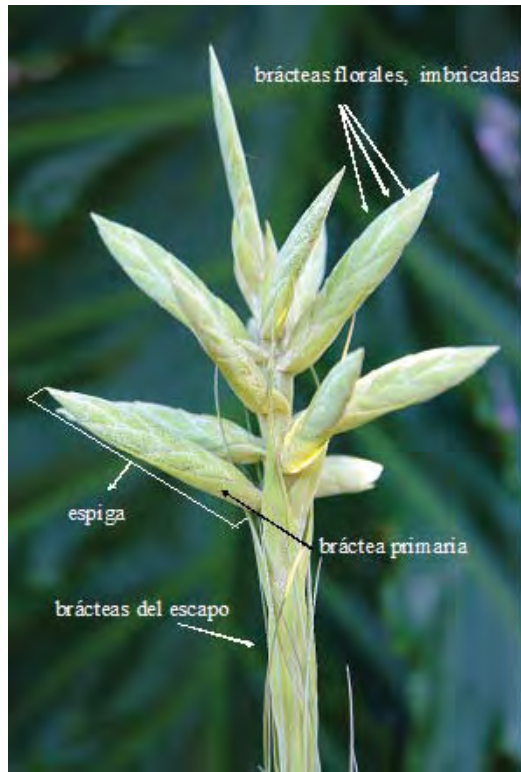 brácteas florales, imbricadas
espiga
bráctea primaria
brácteas del escapo